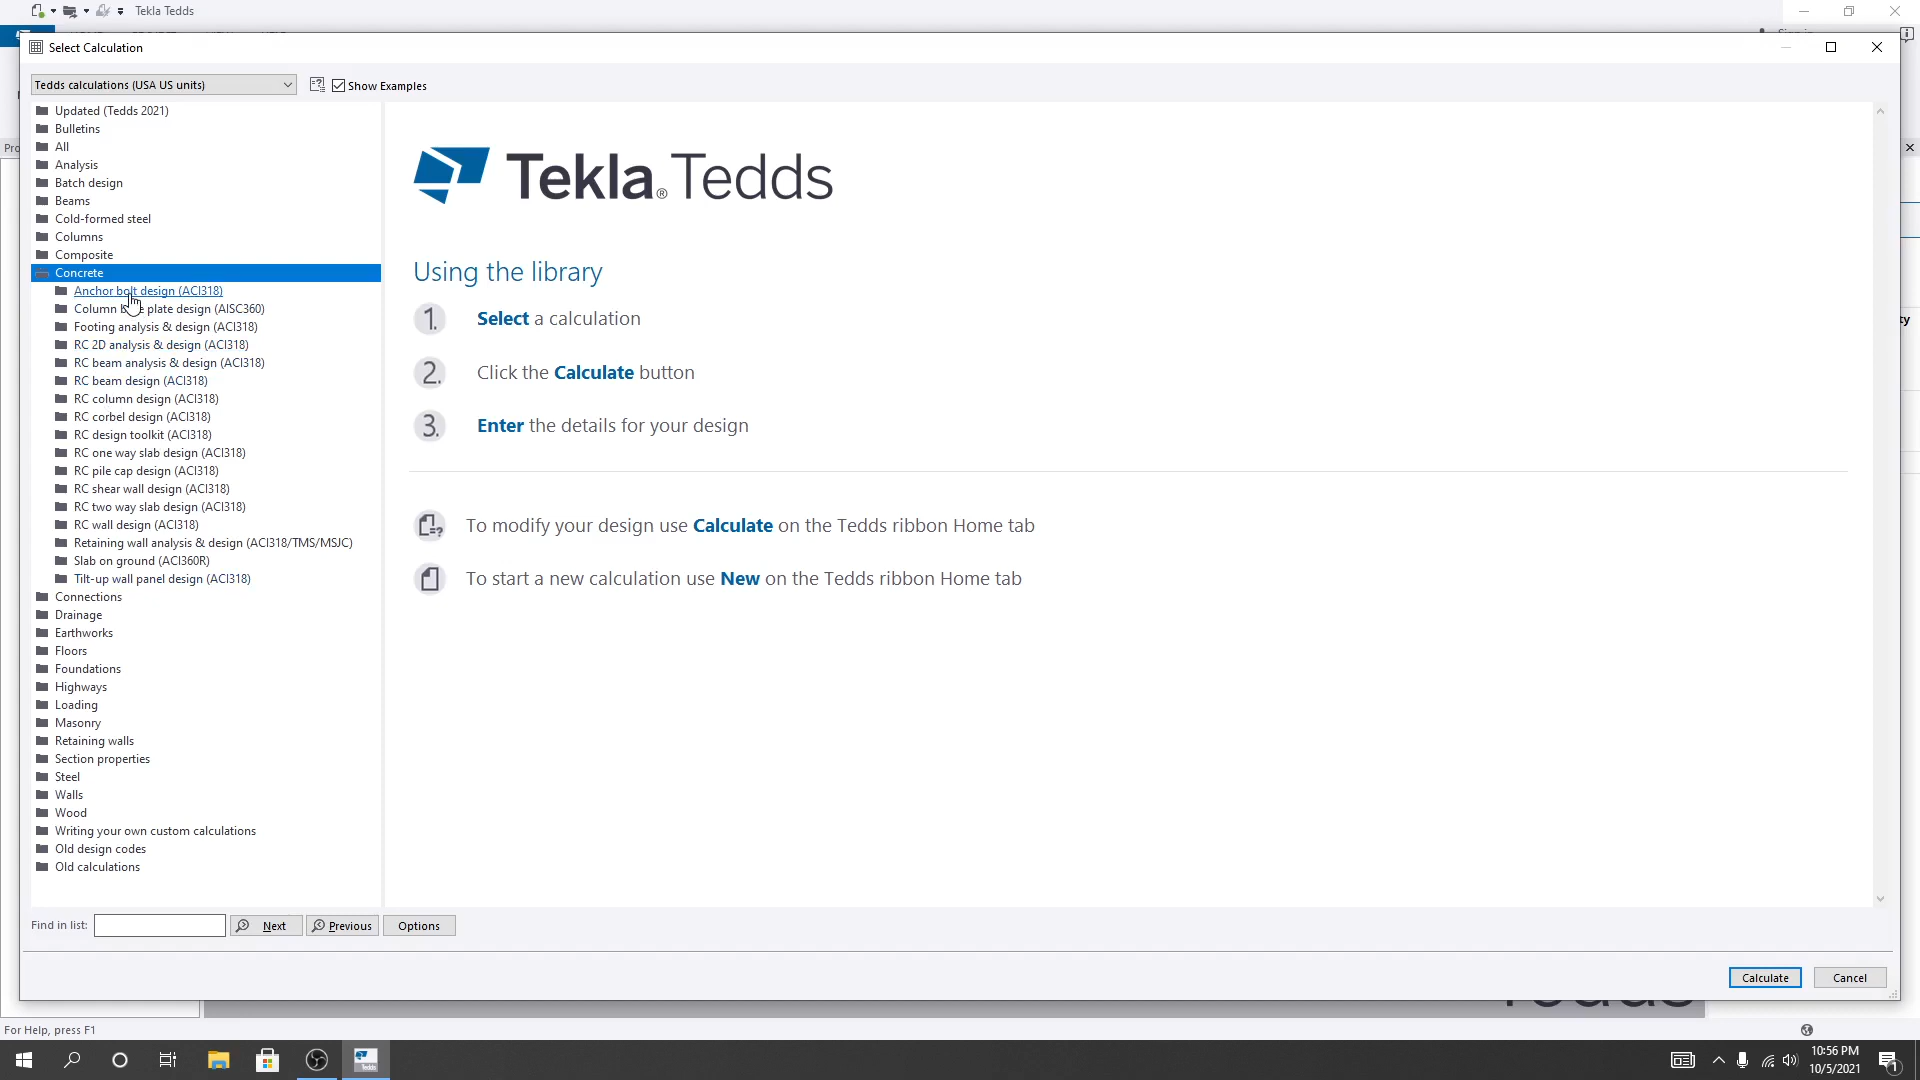 Tekla Tedds
Select Calculation
Tedds calculations (USA US units)
Show Examples
Updated (Tedds 2021)
Bulletins
All
Analysis
Batch design
Beams
Cold-formed steel
Columns
Composite
Concrete
Anchor bolt design (ACI318)
Column plate design (AISC360)
Footing analysis & design (ACI318)
RC 2D analysis & design (ACI318)
RC beam analysis & design (ACI318)
RC beam design (ACI318)
RC column design (ACI318)
RC corbel design (ACI318)
RC design toolkit (ACI318)
RC one way slab design (ACI318)
RC pile cap design (ACI318)
RC shear wall design (ACI318)
RC two way slab design (ACI318)
RC wall design (ACI318)
Retaining wall analysis & design (ACI318/TMS/MSJC)
Slab on ground (ACI360R)
Tilt-up wall panel design (ACI318)
Connections
Drainage
Earthworks
Floors
Foundations
Highways
Loading
Masonry
Retaining walls
Section properties
Steel
Walls
Wood
Writing your own custom calculations
Old design codes
Old calculations
Tekla® Tedds
Using the library
1. Select a calculation
2. Click the Calculate button
3. Enter the details for your design
To modify your design use Calculate on the Tedds ribbon Home tab
To start a new calculation use New on the Tedds ribbon Home tab
Find in list:
Next
Previous
Options
Calculate
Cancel
For Help, press F1
Tedds
10:56 PM
10/5/2021
1